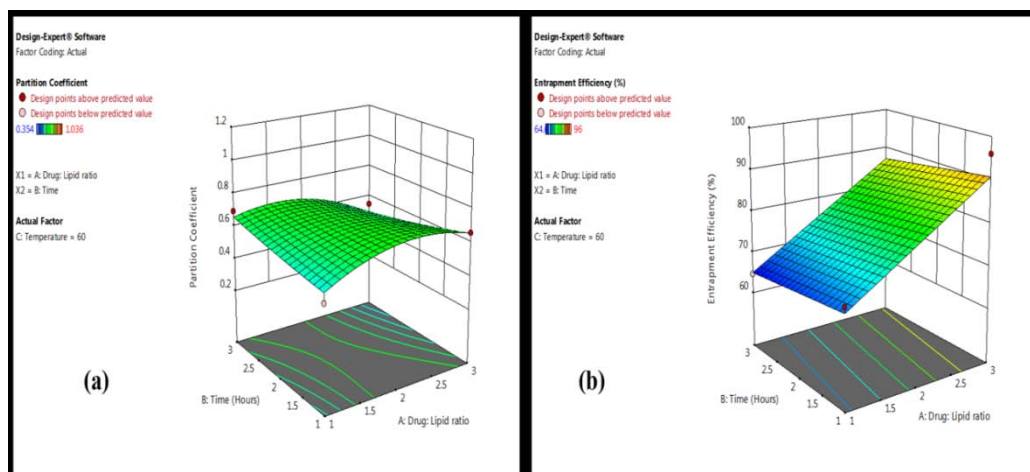 Design-Expert® Software
Factor Coding: Actual
Partition Coefficient
Design points above predicted value
Design points below predicted value
0.354 1.036
X1 = A: Drug: Lipid ratio
X2 = B: Time
Actual Factor
C: Temperature = 60
1.2
1
0.8
0.6
0.4
0.2
Partition Coefficient
3
2.5
2
1.5
1
B: Time (Hours)
1
1.5
2
2.5
3
A: Drug: Lipid ratio
(a)
Design-Expert® Software
Factor Coding: Actual
Entrapment Efficiency (%)
Design points above predicted value
Design points below predicted value
64. 96
X1 = A: Drug: Lipid ratio
X2 = B: Time
Actual Factor
C: Temperature = 60
100
90
80
70
60
Entrapment Efficiency (%)
3
2.5
2
1.5
1
B: Time (Hours)
1
1.5
2
2.5
3
A: Drug: Lipid ratio
(b)